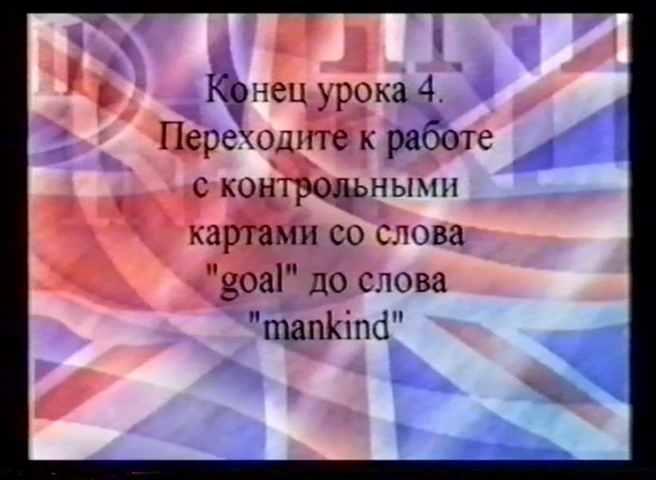 Конец урока 4.
Переходите к работе
с контрольными
картами со слова
"goal" до слова
"mankind"